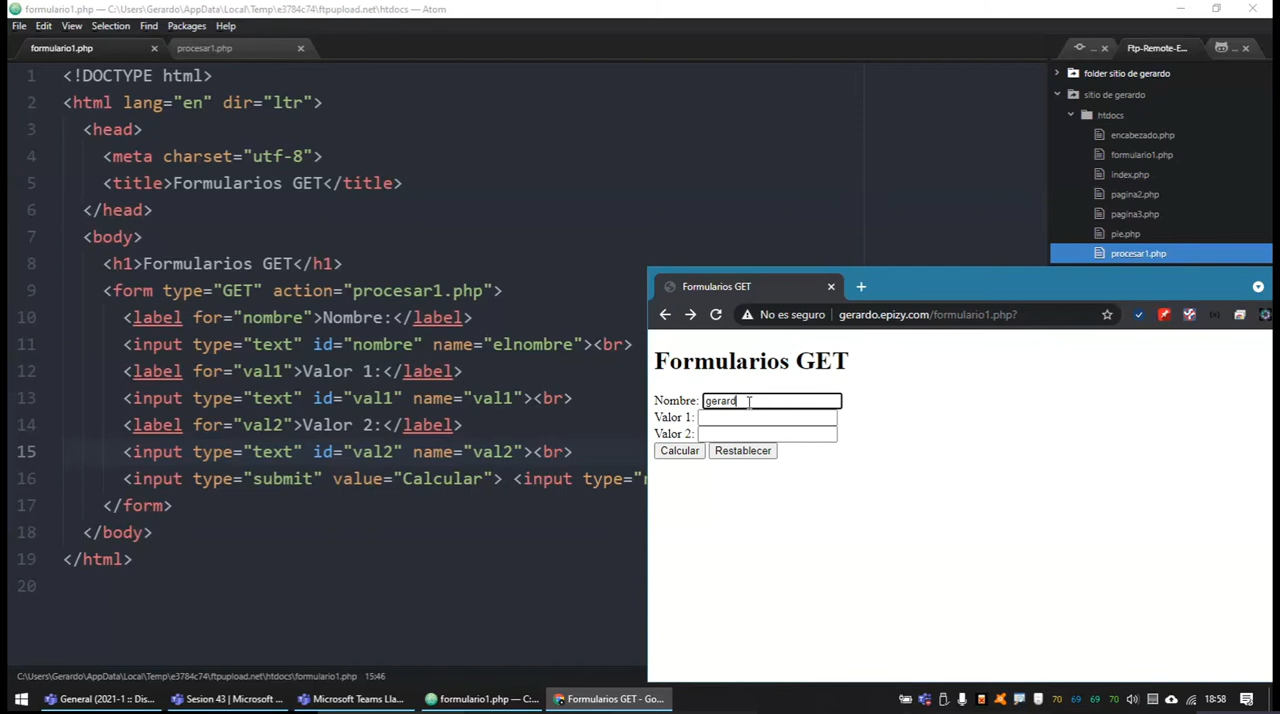 formulario1.php — C:\Users\Gerardo\AppData\Local\Temp\e3784c74\ftpupload.net\htdocs — Atom
File Edit View Selection Find Packages Help
formulario1.php procesar1.php Ftp-Remote-E...
1 <!DOCTYPE html>
2 <html lang="en" dir="ltr">
3 <head>
4 <meta charset="utf-8">
5 <title>Formularios GET</title>
6 </head>
7 <body>
8 <h1>Formularios GET</h1>
9 <form type="GET" action="procesar1.php">
10 <label for="nombre">Nombre:</label>
11 <input type="text" id="nombre" name="elnombre"><br>
12 <label for="val1">Valor 1:</label>
13 <input type="text" id="val1" name="val1"><br>
14 <label for="val2">Valor 2:</label>
15 <input type="text" id="val2" name="val2"><br>
16 <input type="submit" value="Calcular"> <input type="r
17 </form>
18 </body>
19 </html>
20
folder sitio de gerardo
sitio de gerardo
htdocs
encabezado.php
formulario1.php
index.php
pagina2.php
pagina3.php
pie.php
procesar1.php
Formularios GET
No es seguro gerardo.epizy.com/formulario1.php?
Formularios GET
Nombre: gerard
Valor 1:
Valor 2:
Calcular Restablecer
C:\Users\Gerardo\AppData\Local\Temp\e3784c74\ftpupload.net\htdocs\formulario1.php 15:46
General (2021-1 :: Dis... Sesion 43 | Microsoft ... Microsoft Teams Lla... formulario1.php — C:... Formularios GET - Go... 70 69 69 70 18:58